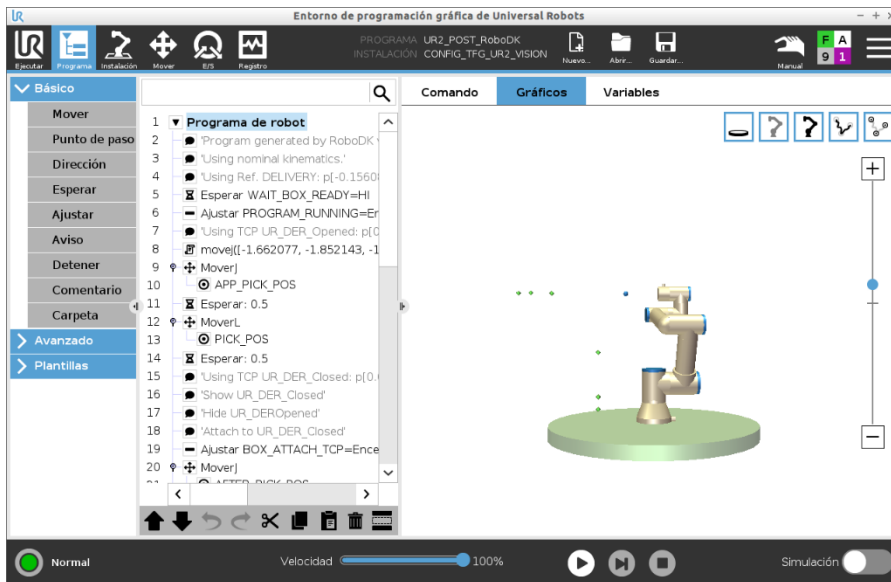 UR
Entorno de programación gráfica de Universal Robots
UR
Ejecutar
Programa
Instalación
Mover
E/S
Registro
PROGRAMA UR2_POST_RoboDK
INSTALACIÓN CONFIG_TFG_UR2_VISION
Nuevo...
Abrir...
Guardar...
Manual
F A
9 1
Básico
Mover
Punto de paso
Dirección
Esperar
Ajustar
Aviso
Detener
Comentario
Carpeta
Avanzado
Plantillas
1 Programa de robot
2 'Program generated by RoboDK
3 'Using nominal kinematics.'
4 'Using Ref. DELIVERY: p[-0.1560
5 Esperar WAIT_BOX_READY=HI
6 Ajustar PROGRAM_RUNNING=En
7 'Using TCP UR_DER_Opened: p[0
8 movej([-1.662077, -1.852143, -1
9 MoverJ
10 APP_PICK_POS
11 Esperar: 0.5
12 MoverL
13 PICK_POS
14 Esperar: 0.5
15 'Using TCP UR_DER_Closed: p[0.
16 'Show UR_DER_Closed'
17 'Hide UR_DEROpened'
18 'Attach to UR_DER_Closed'
19 Ajustar BOX_ATTACH_TCP=Ence
20 MoverJ
21 AFTER_PICK_POS
Comando
Gráficos
Variables
Normal
Velocidad
100%
Simulación